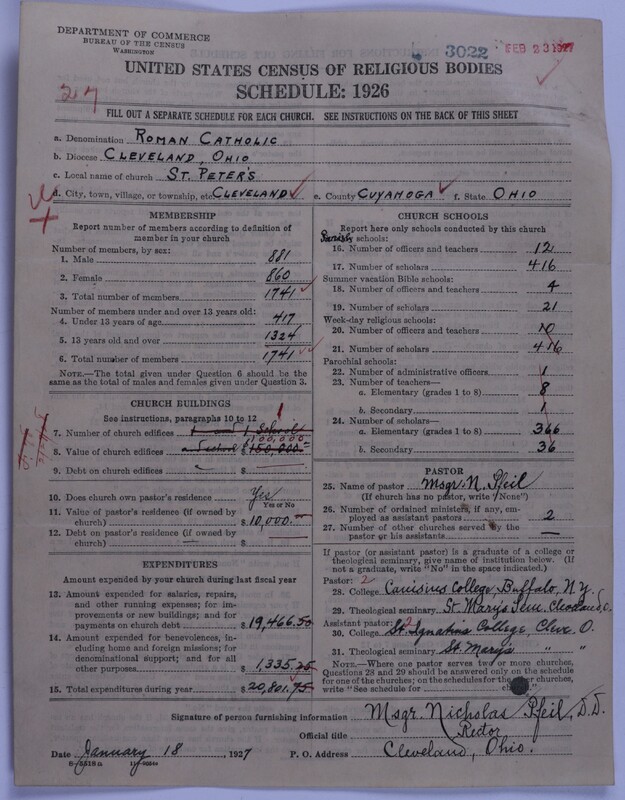 DEPARTMENT OF COMMERCE
BUREAU OF THE CENSUS
WASHINGTON
3022
FEB 23 1927
UNITED STATES CENSUS OF RELIGIOUS BODIES
SCHEDULE: 1926
27
FILL OUT A SEPARATE SCHEDULE FOR EACH CHURCH. SEE INSTRUCTIONS ON THE BACK OF THIS SHEET
a. Denomination ROMAN CATHOLIC
b. Diocese CLEVELAND, OHIO
c. Local name of church ST. PETER'S
d. City, town, village, or township, etc CLEVELAND e. County CUYAHOGA f. State OHIO
MEMBERSHIP
Report number of members according to definition of
member in your church
Number of members, by sex:
1. Male 881
2. Female 860
3. Total number of members 1741
Number of members under and over 13 years old:
4. Under 13 years of age 417
5. 13 years old and over 1324
6. Total number of members 1741
NOTE.—The total given under Question 6 should be
the same as the total of males and females given under Question 3.
CHURCH BUILDINGS
See instructions, paragraphs 10 to 12
7. Number of church edifices 1
8. Value of church edifices $150,000.
100,000
9. Debt on church edifices $
10. Does church own pastor's residence Yes
Yes or No
11. Value of pastor's residence (if owned by
church) $10,000.
12. Debt on pastor's residence (if owned by
church) $
EXPENDITURES
Amount expended by your church during last fiscal year
13. Amount expended for salaries, repairs,
and other running expenses; for im-
provements or new buildings; and for
payments on church debt $19,466.50
14. Amount expended for benevolences, in-
cluding home and foreign missions; for
denominational support; and for all
other purposes 1,335.25
15. Total expenditures during year $20,801.75
CHURCH SCHOOLS
Report here only schools conducted by this church
schools:
16. Number of officers and teachers 12
17. Number of scholars 416
Summer vacation Bible schools:
18. Number of officers and teachers 4
19. Number of scholars 21
Week-day religious schools:
20. Number of officers and teachers 10
21. Number of scholars 416
Parochial schools:
22. Number of administrative officers 1
23. Number of teachers—
a. Elementary (grades 1 to 8) 8
b. Secondary 1
24. Number of scholars—
a. Elementary (grades 1 to 8) 366
b. Secondary 36
PASTOR
25. Name of pastor Msgr. N. Pfeil
(If church has no pastor, write "None")
26. Number of ordained ministers, if any, em-
ployed as assistant pastors 2
27. Number of other churches served by the
pastor or his assistants —
If pastor (or assistant pastor) is a graduate of a college or
theological seminary, give name of institution below. (If
not a graduate, write "No" in the space indicated.)
Pastor: 2
28. College Canisius College, Buffalo, N.Y.
29. Theological seminary St. Mary's Sem. Cleveland, O.
Assistant pastor: 2
30. College St. Ignatius College, Cleve. O.
31. Theological seminary St. Mary's " "
NOTE.—Where one pastor serves two or more churches,
Questions 28 and 29 should be answered only on the schedule
for one of the churches; on the schedules for the other churches,
write "See schedule for church."
Signature of person furnishing information Msgr. Nicholas Pfeil, D.D.
Official title Rector
Date January 18, 1927 P. O. Address Cleveland, Ohio.